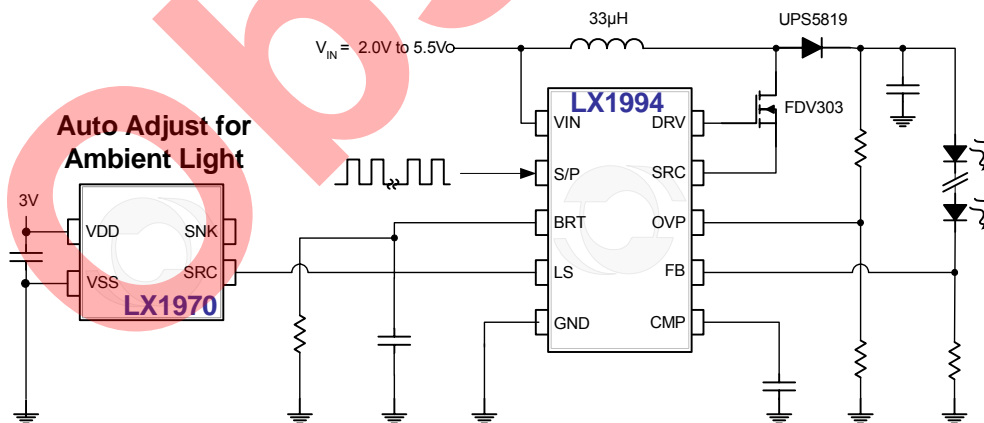 33µH
UPS5819
VIN = 2.0V to 5.5V
LX1994
VIN
DRV
FDV303
Auto Adjust for
Ambient Light
S/P
SRC
3V
VDD
SNK
BRT
OVP
VSS
SRC
LS
FB
LX1970
GND
CMP